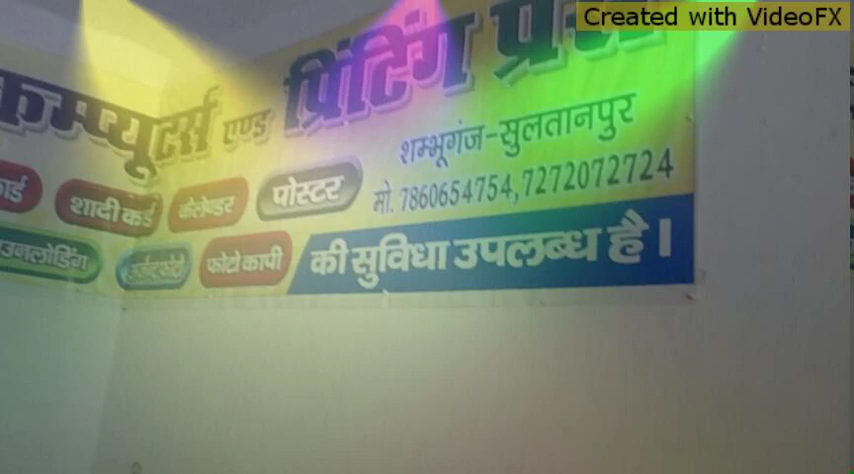 Created with VideoFX
कम्प्यूटर्स एण्ड प्रिंटिंग प्रेस
शम्भूगंज-सुलतानपुर
मो. 7860654754,7272072724
शादी कार्ड कैलेण्डर पोस्टर
फोटो कापी
की सुविधा उपलब्ध है।